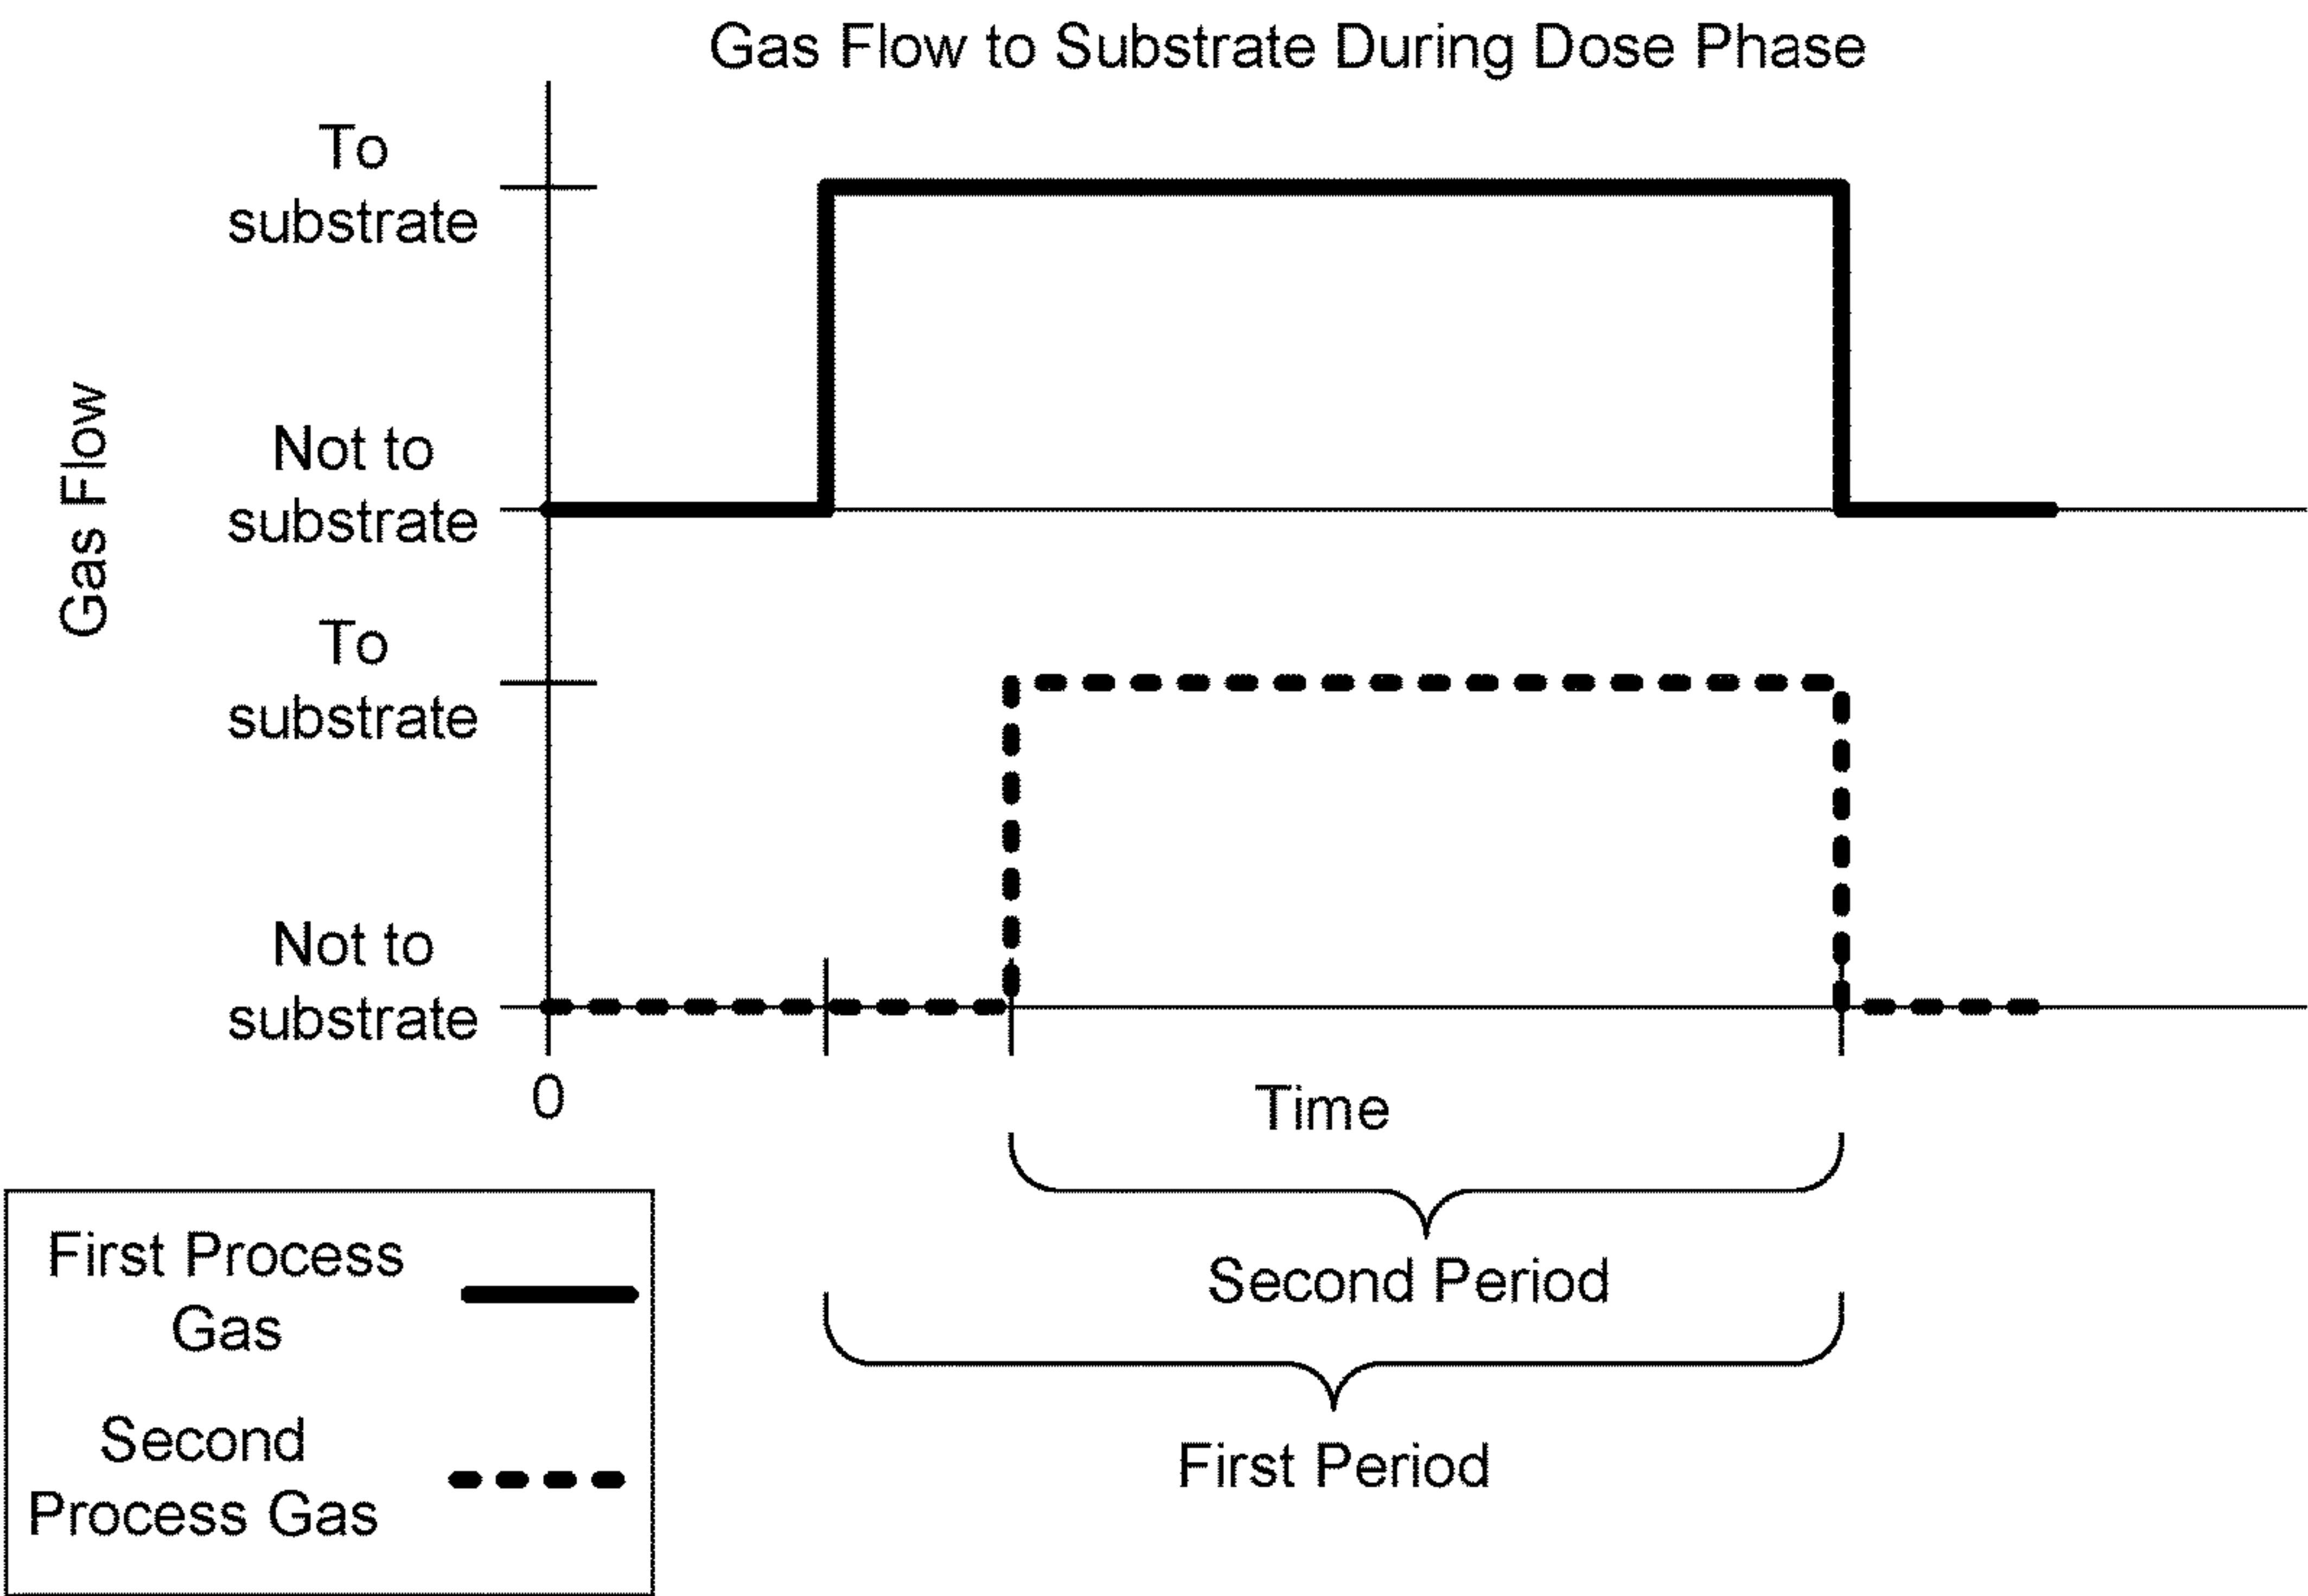 Gas Flow to Substrate During Dose Phase
To
substrate
Not to
substrate
Gas Flow
To
substrate
Not to
substrate
0
Time
Second Period
First Period
First Process
Gas
Second
Process Gas